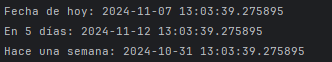 Fecha de hoy: 2024-11-07 13:03:39.275895
En 5 días: 2024-11-12 13:03:39.275895
Hace una semana: 2024-10-31 13:03:39.275895